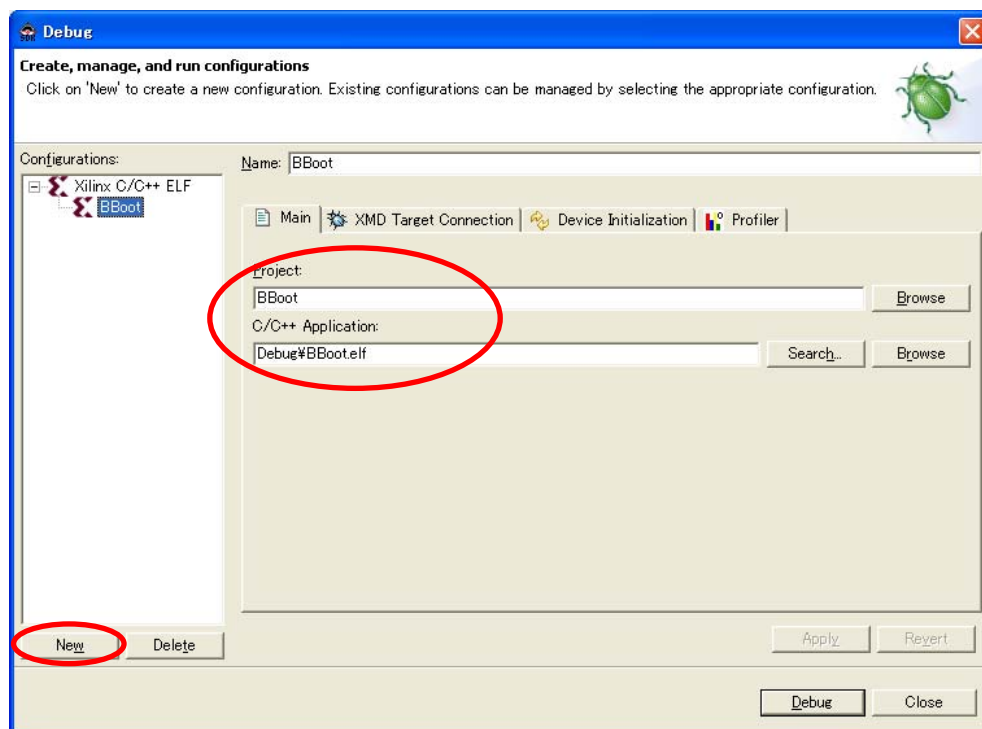 Debug
Create, manage, and run configurations
Click on 'New' to create a new configuration. Existing configurations can be managed by selecting the appropriate configuration.
Configurations:
Name: BBoot
Xilinx C/C++ ELF
BBoot
Main XMD Target Connection Device Initialization Profiler
Project:
BBoot Browse
C/C++ Application:
Debug¥BBoot.elf Search... Browse
New Delete Apply Revert
Debug Close